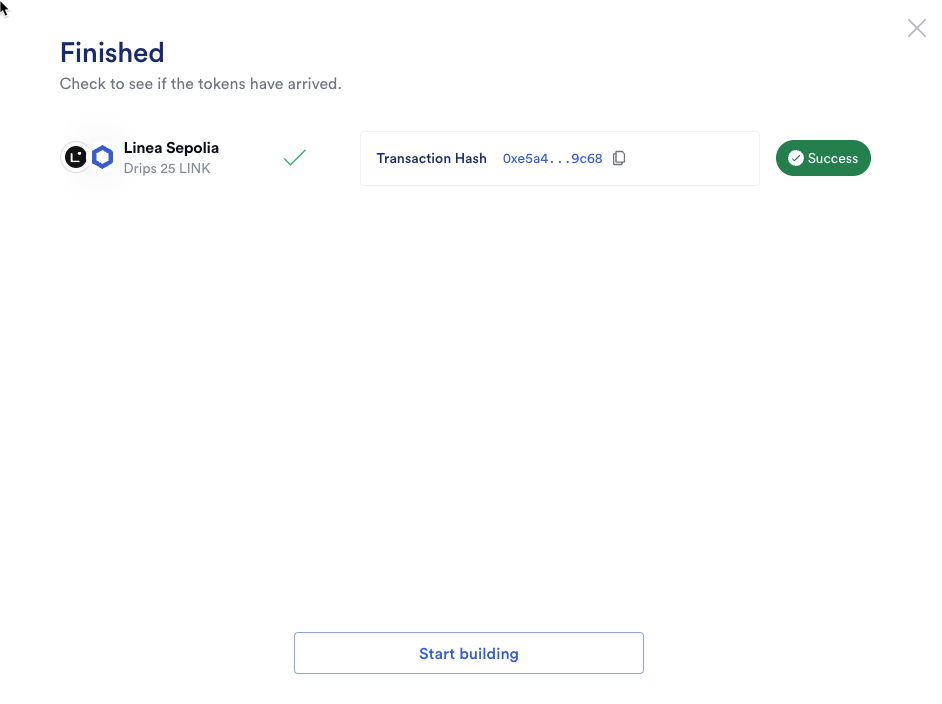 Finished
Check to see if the tokens have arrived.
Linea Sepolia
Drips 25 LINK
Transaction Hash 0xe5a4...9c68
Success
Start building